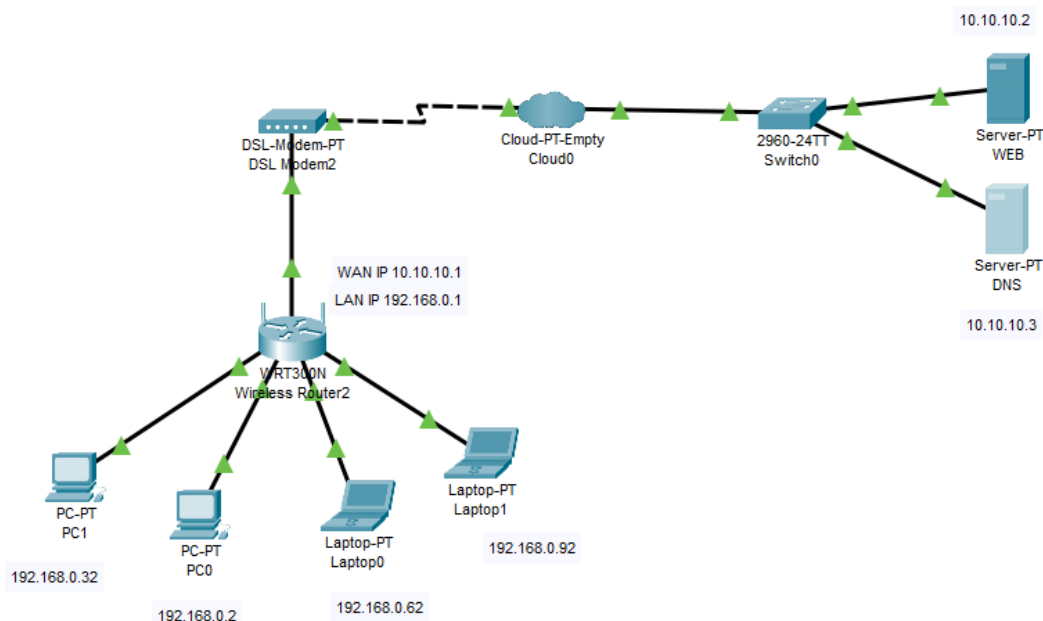 10.10.10.2
Server-PT
WEB
DSL-Modem-PT
DSL Modem2
Cloud-PT-Empty
Cloud0
2960-24TT
Switch0
Server-PT
DNS
10.10.10.3
WAN IP 10.10.10.1
LAN IP 192.168.0.1
WRT300N
Wireless Router2
PC-PT
PC1
192.168.0.32
PC-PT
PC0
192.168.0.2
Laptop-PT
Laptop0
192.168.0.62
Laptop-PT
Laptop1
192.168.0.92